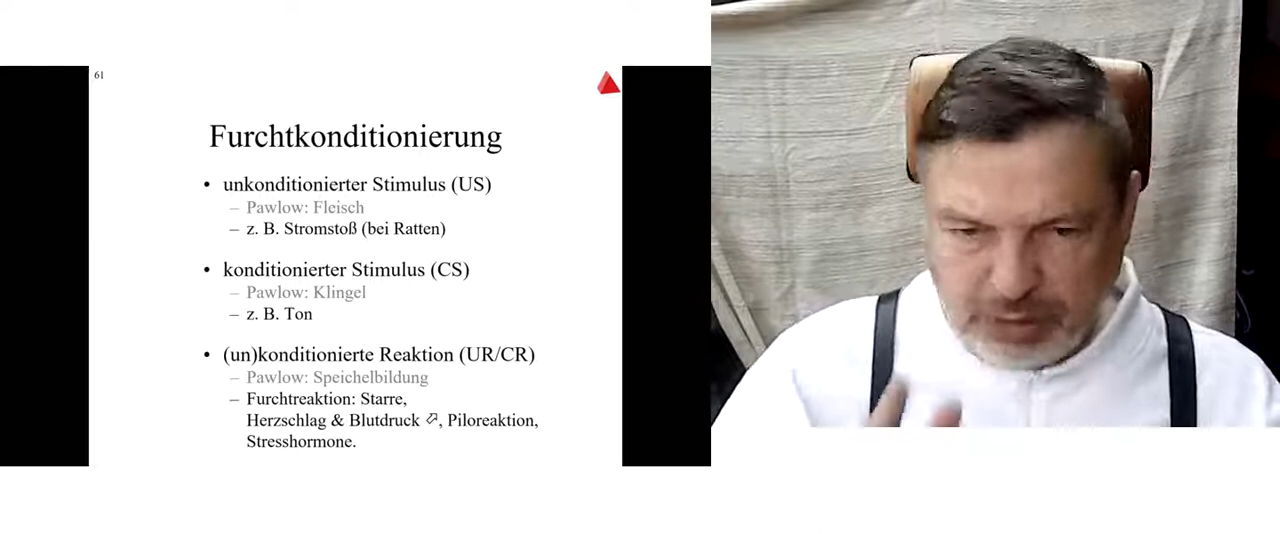 61
Furchtkonditionierung
• unkonditionierter Stimulus (US)
– Pawlow: Fleisch
– z. B. Stromstoß (bei Ratten)
• konditionierter Stimulus (CS)
– Pawlow: Klingel
– z. B. Ton
• (un)konditionierte Reaktion (UR/CR)
– Pawlow: Speichelbildung
– Furchtreaktion: Starre,
Herzschlag & Blutdruck ⬀, Piloreaktion,
Stresshormone.